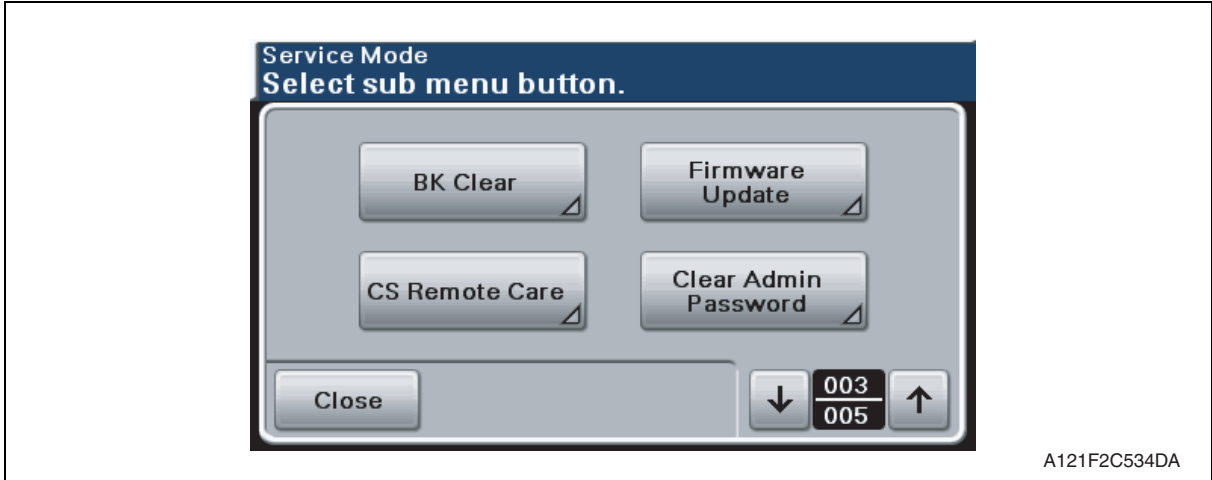 Service Mode
Select sub menu button.
BK Clear
Firmware
Update
CS Remote Care
Clear Admin
Password
Close
↓
003
005
↑
A121F2C534DA